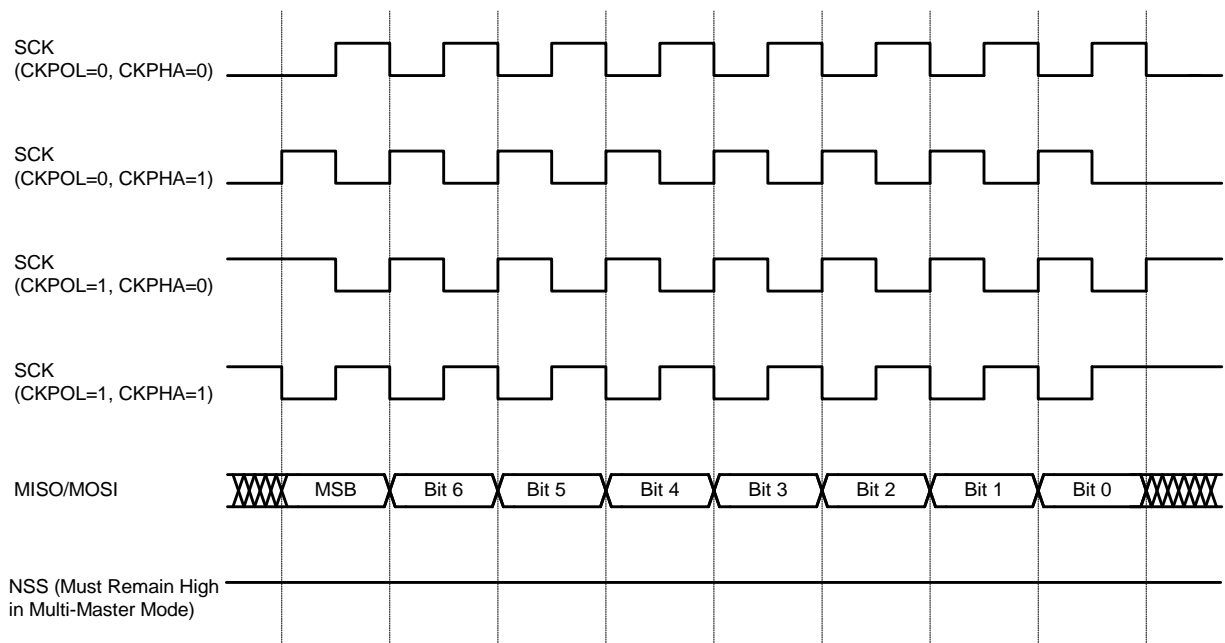 SCK
(CKPOL=0, CKPHA=0)
SCK
(CKPOL=0, CKPHA=1)
SCK
(CKPOL=1, CKPHA=0)
SCK
(CKPOL=1, CKPHA=1)
MISO/MOSI MSB Bit 6 Bit 5 Bit 4 Bit 3 Bit 2 Bit 1 Bit 0
NSS (Must Remain High
in Multi-Master Mode)